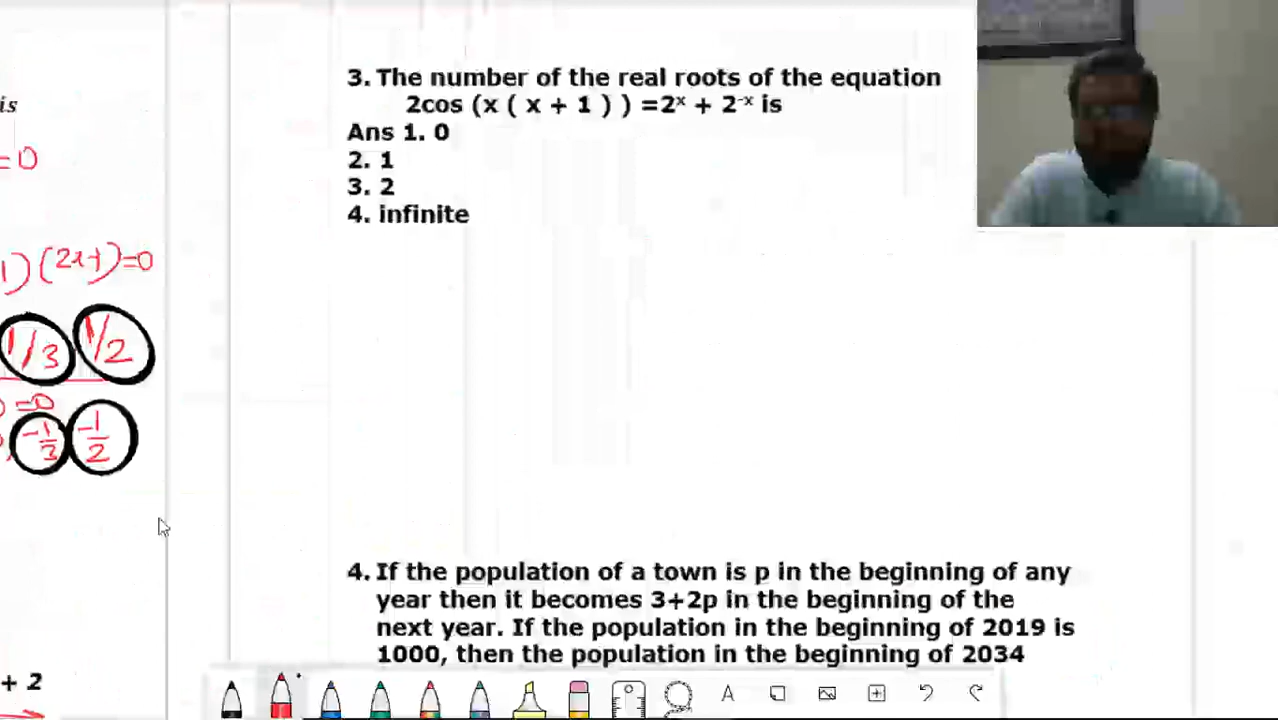 is
=0
1) (2x+1)=0
1/3 1/2
=0
-1/3 -1/2
+ 2
3. The number of the real roots of the equation
2cos (x ( x + 1 ) ) =2ˣ + 2⁻ˣ is
Ans 1. 0
2. 1
3. 2
4. infinite
4. If the population of a town is p in the beginning of any
year then it becomes 3+2p in the beginning of the
next year. If the population in the beginning of 2019 is
1000, then the population in the beginning of 2034